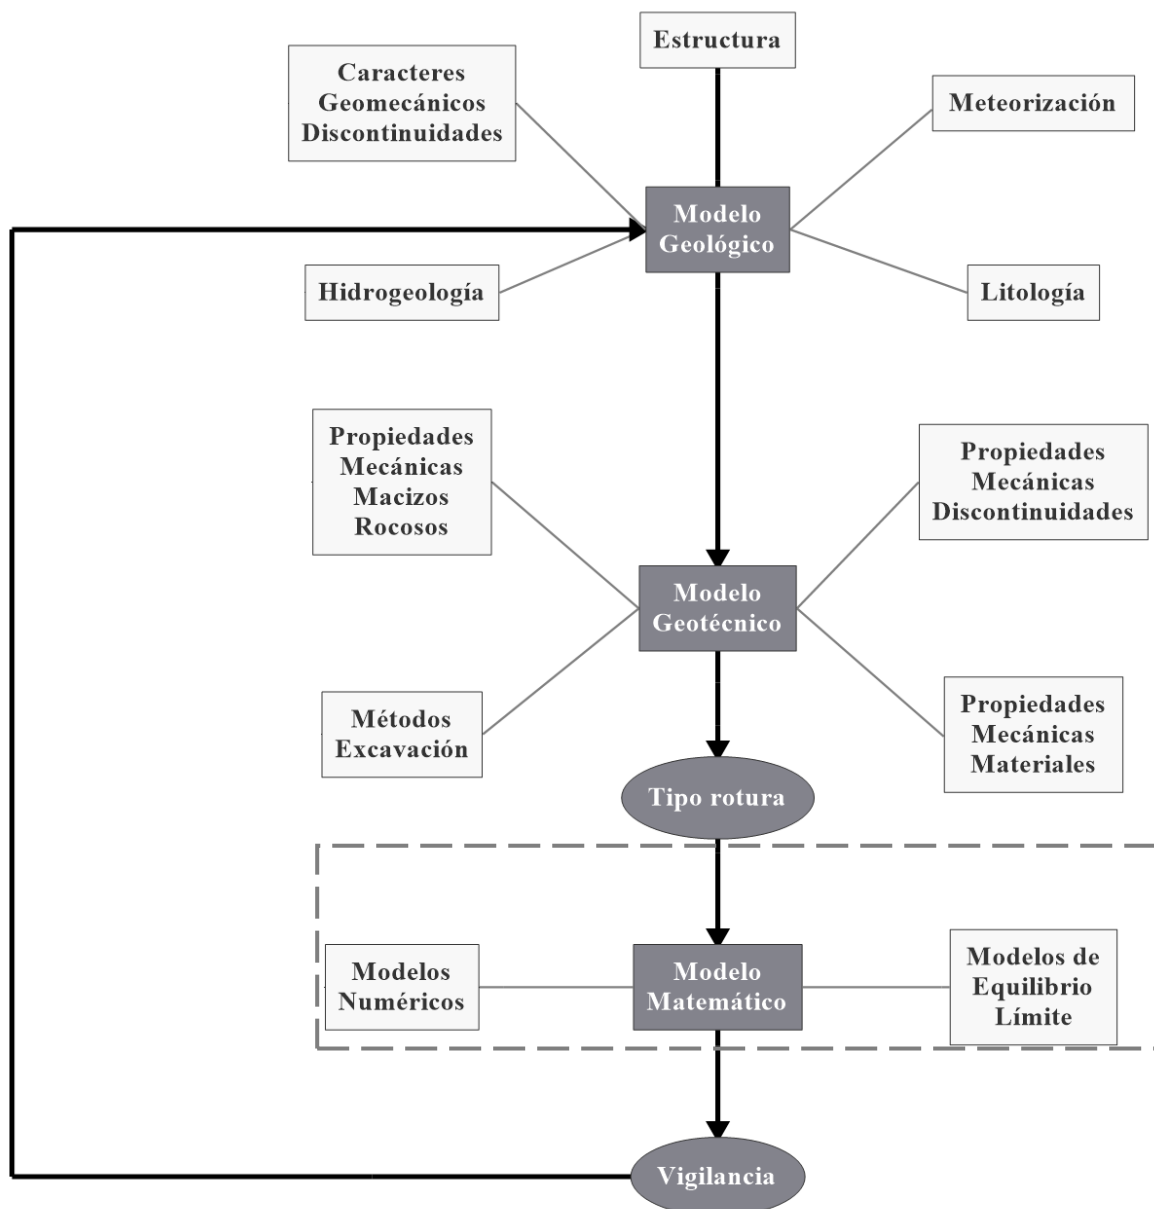 Estructura
Caracteres
Geomecánicos
Discontinuidades
Meteorización
Modelo
Geológico
Hidrogeología
Litología
Propiedades
Mecánicas
Macizos
Rocosos
Propiedades
Mecánicas
Discontinuidades
Modelo
Geotécnico
Métodos
Excavación
Propiedades
Mecánicas
Materiales
Tipo rotura
Modelos
Numéricos
Modelo
Matemático
Modelos de
Equilibrio
Límite
Vigilancia